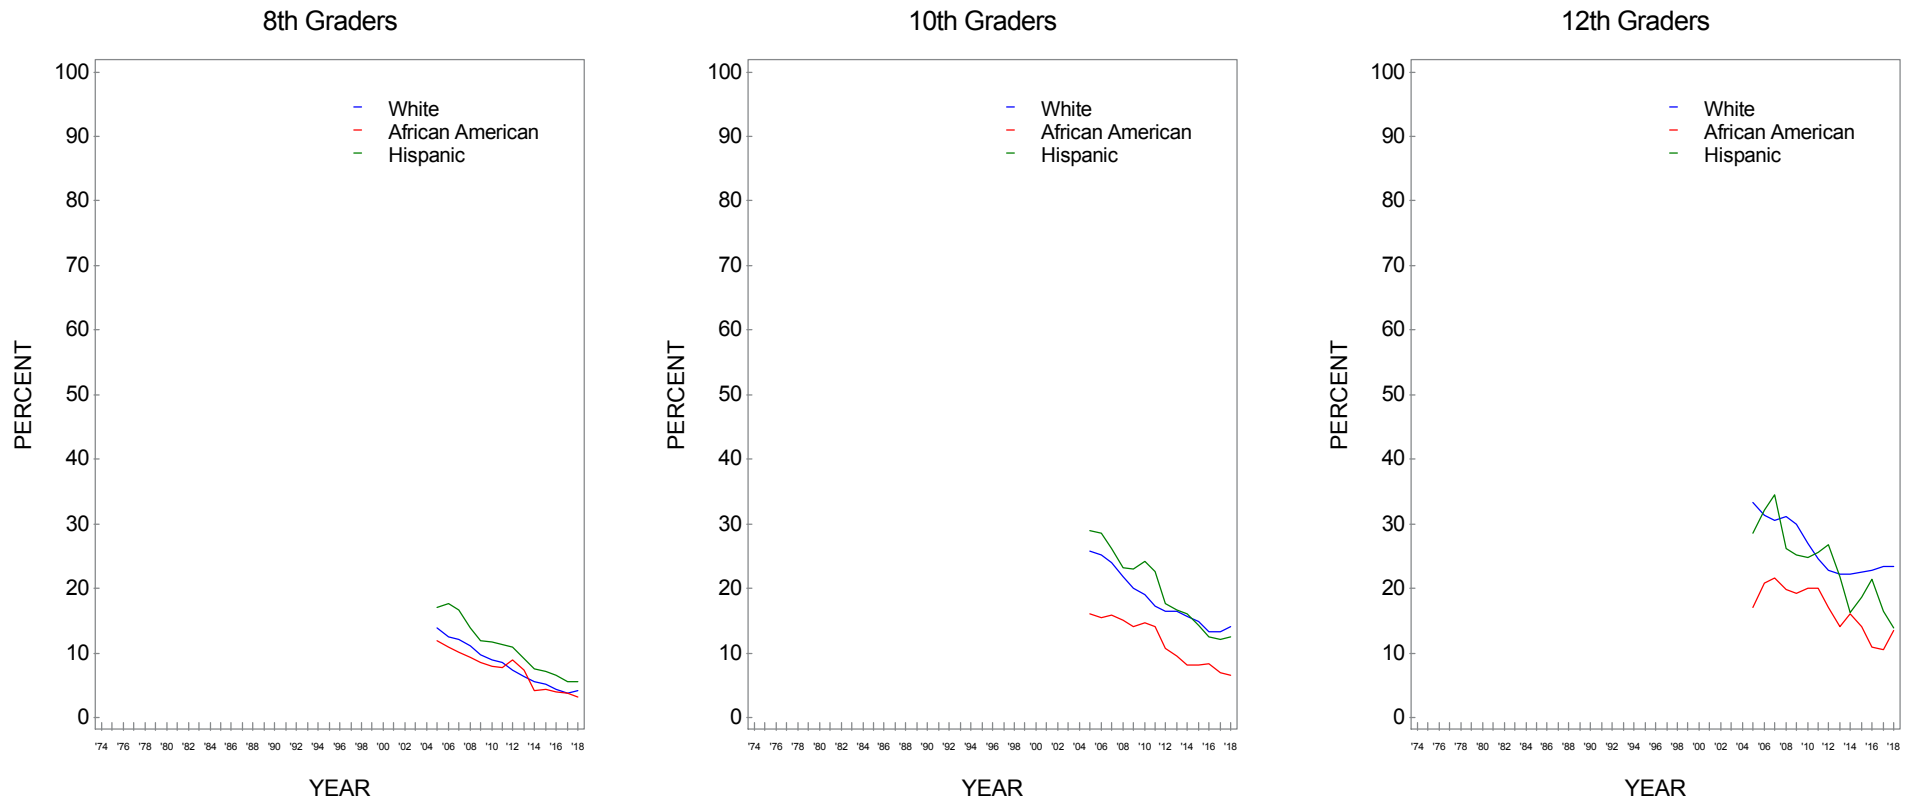 8th Graders
100
90
80
70
60
50
40
30
20
10
0
PERCENT
White
African American
Hispanic
'74 '76 '78 '80 '82 '84 '86 '88 '90 '92 '94 '96 '98 '00 '02 '04 '06 '08 '10 '12 '14 '16 '18
YEAR
10th Graders
100
90
80
70
60
50
40
30
20
10
0
PERCENT
White
African American
Hispanic
'74 '76 '78 '80 '82 '84 '86 '88 '90 '92 '94 '96 '98 '00 '02 '04 '06 '08 '10 '12 '14 '16 '18
YEAR
12th Graders
100
90
80
70
60
50
40
30
20
10
0
PERCENT
White
African American
Hispanic
'74 '76 '78 '80 '82 '84 '86 '88 '90 '92 '94 '96 '98 '00 '02 '04 '06 '08 '10 '12 '14 '16 '18
YEAR